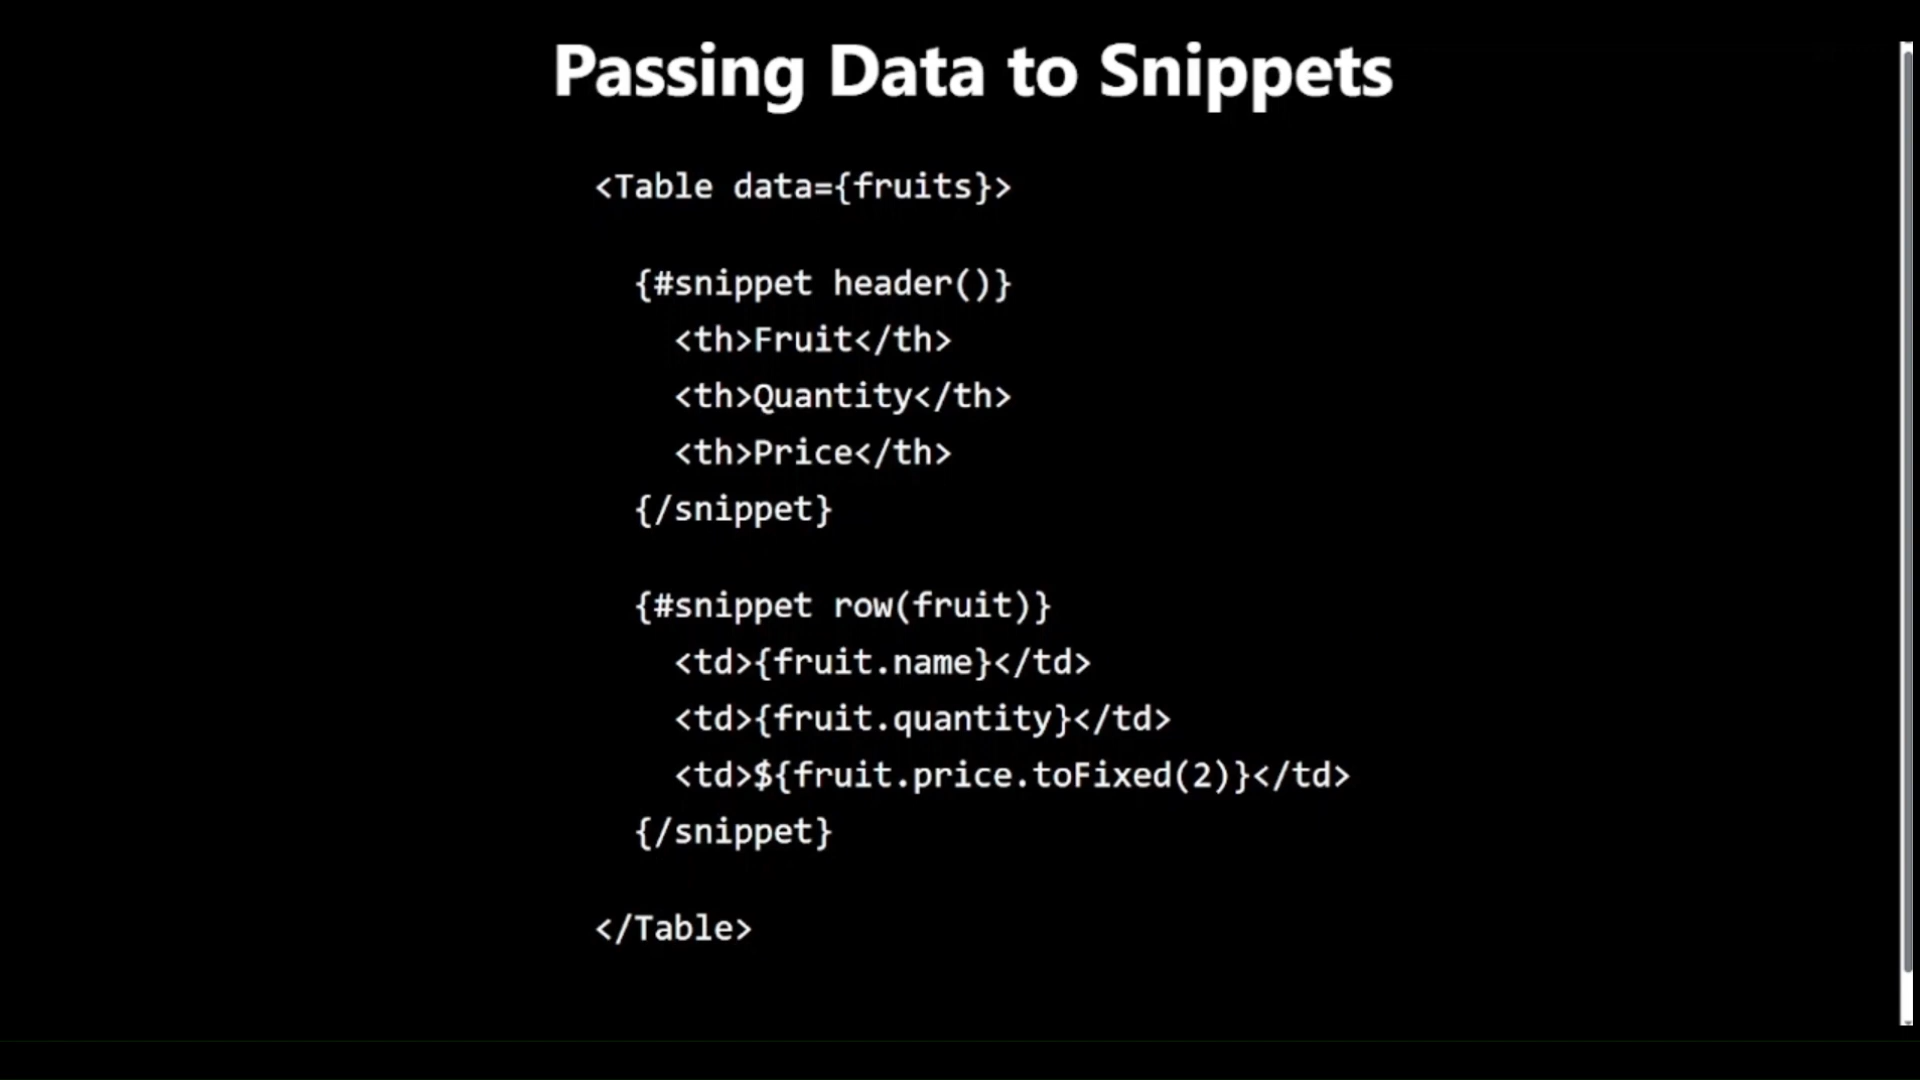 Passing Data to Snippets
<Table data={fruits}>
{#snippet header()}
<th>Fruit</th>
<th>Quantity</th>
<th>Price</th>
{/snippet}
{#snippet row(fruit)}
<td>{fruit.name}</td>
<td>{fruit.quantity}</td>
<td>${fruit.price.toFixed(2)}</td>
{/snippet}
</Table>